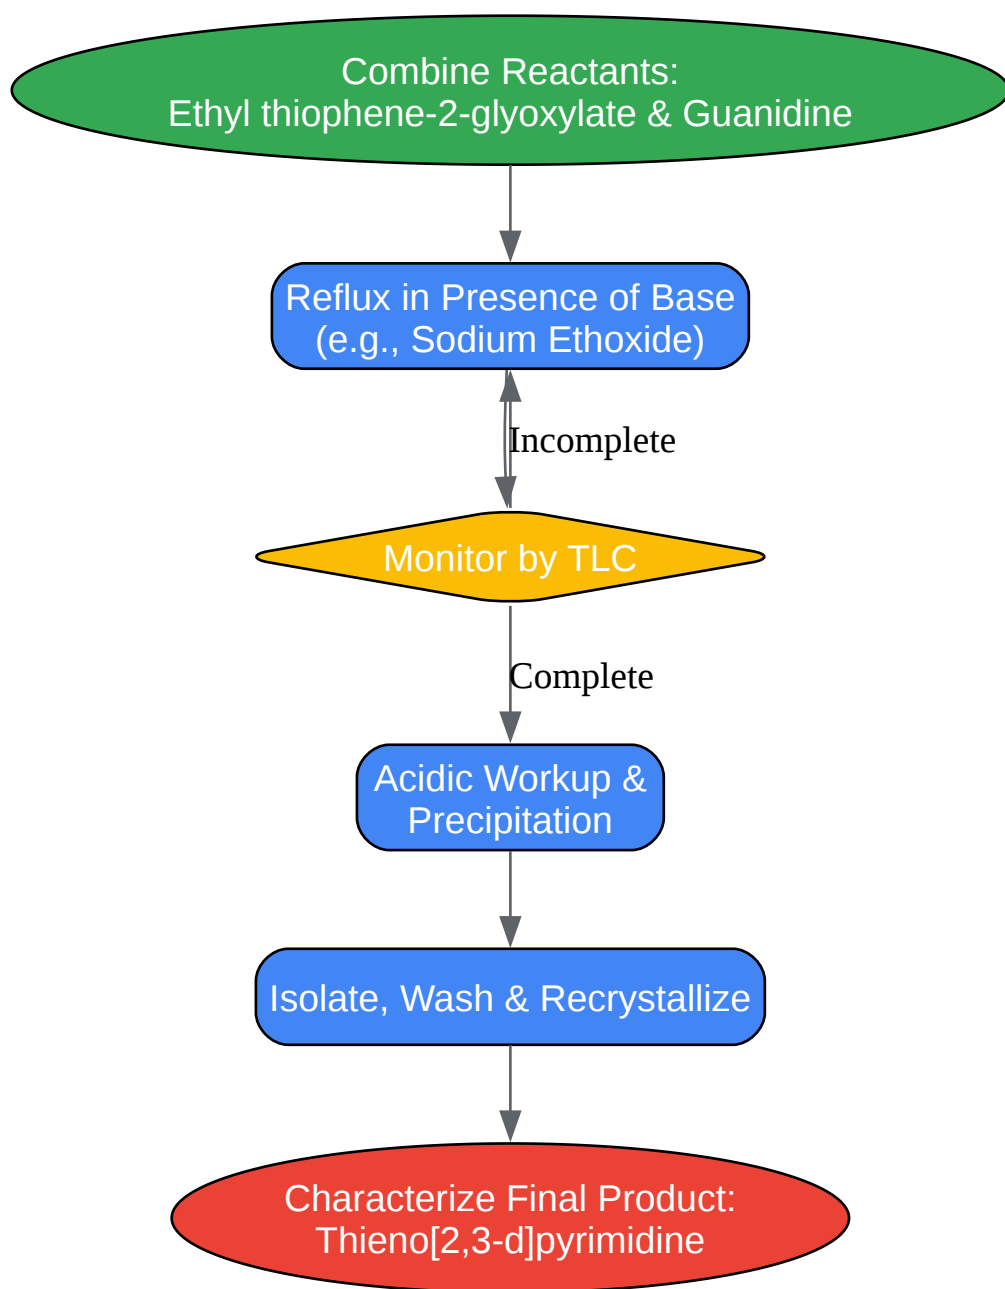 Combine Reactants:
Ethyl thiophene-2-glyoxylate & Guanidine
Reflux in Presence of Base
(e.g., Sodium Ethoxide)
Incomplete
Monitor by TLC
Complete
Acidic Workup &
Precipitation
Isolate, Wash & Recrystallize
Characterize Final Product:
Thieno[2,3-d]pyrimidine